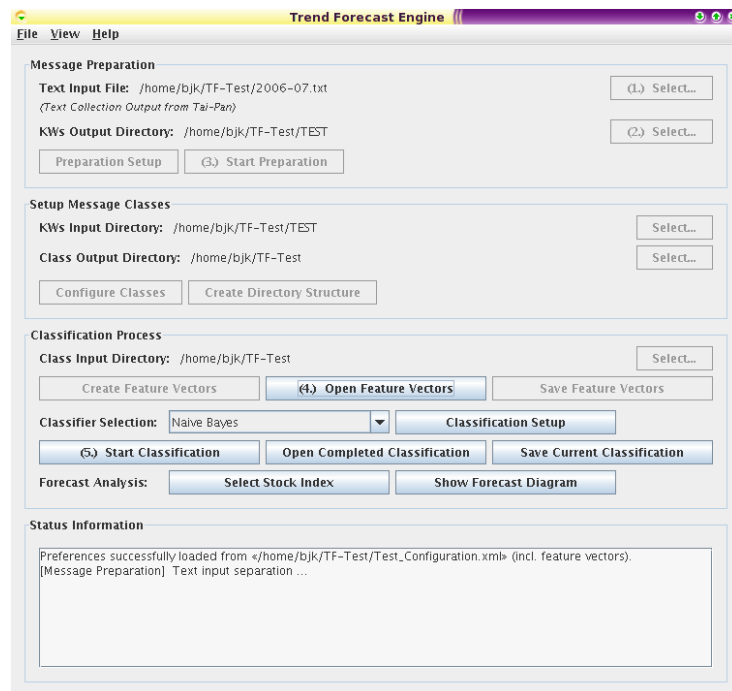 Trend Forecast Engine
File View Help
Message Preparation
Text Input File: /home/bjk/TF-Test/2006-07.txt (1.) Select...
(Text Collection Output from Tai-Pan)
KWs Output Directory: /home/bjk/TF-Test/TEST (2.) Select...
Preparation Setup (3.) Start Preparation
Setup Message Classes
KWs Input Directory: /home/bjk/TF-Test/TEST Select...
Class Output Directory: /home/bjk/TF-Test Select...
Configure Classes Create Directory Structure
Classification Process
Class Input Directory: /home/bjk/TF-Test Select...
Create Feature Vectors (4.) Open Feature Vectors Save Feature Vectors
Classifier Selection: Naive Bayes Classification Setup
(5.) Start Classification Open Completed Classification Save Current Classification
Forecast Analysis: Select Stock Index Show Forecast Diagram
Status Information
Preferences successfully loaded from «/home/bjk/TF-Test/Test_Configuration.xml» (incl. feature vectors).
[Message Preparation] Text input separation ...